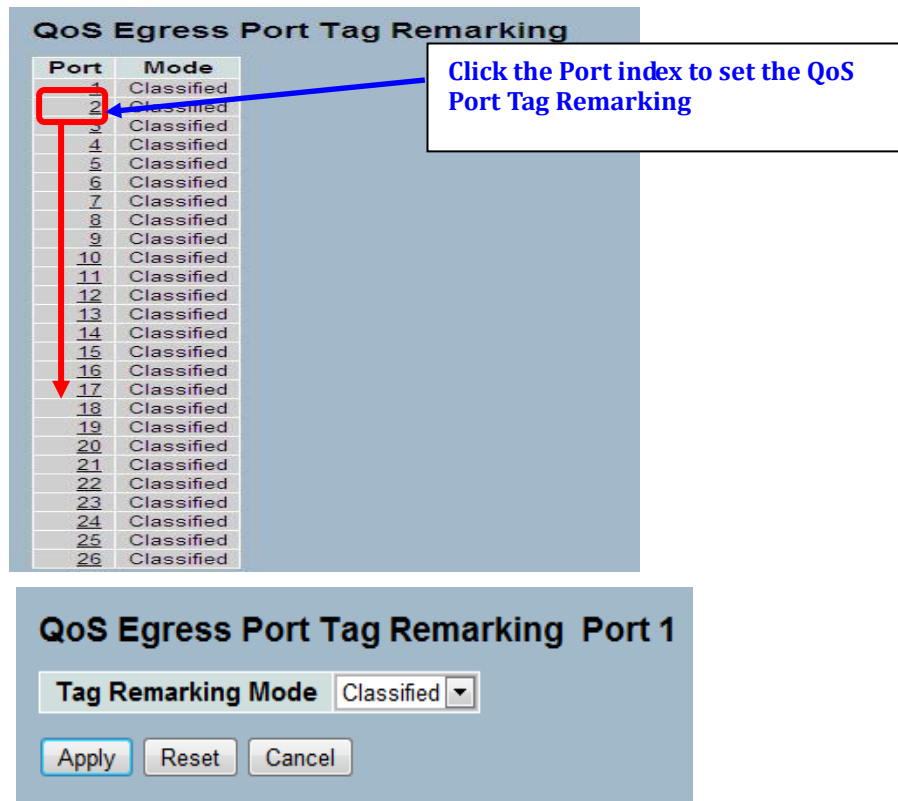 QoS Egress Port Tag Remarking
Click the Port index to set the QoS
Port Tag Remarking
Port Mode
1 Classified
2 Classified
3 Classified
4 Classified
5 Classified
6 Classified
7 Classified
8 Classified
9 Classified
10 Classified
11 Classified
12 Classified
13 Classified
14 Classified
15 Classified
16 Classified
17 Classified
18 Classified
19 Classified
20 Classified
21 Classified
22 Classified
23 Classified
24 Classified
25 Classified
26 Classified
QoS Egress Port Tag Remarking Port 1
Tag Remarking Mode Classified
Apply Reset Cancel